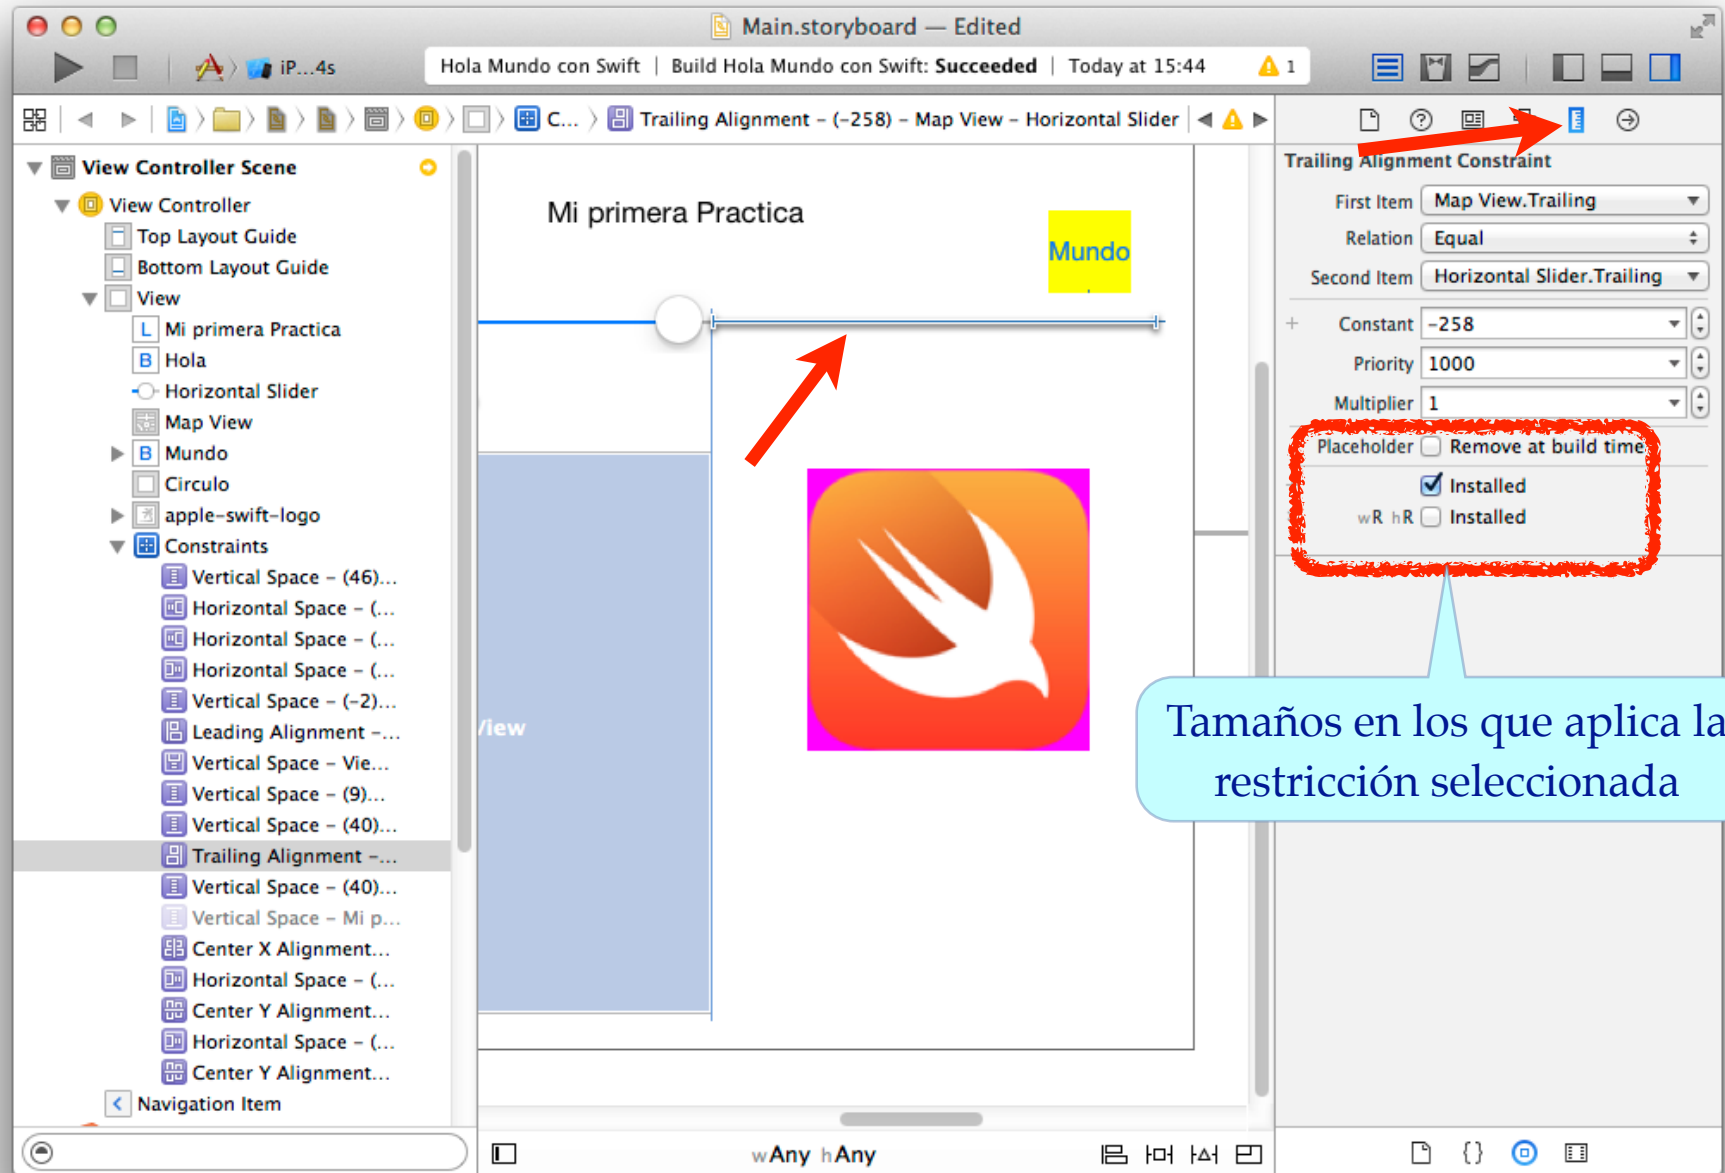 Main.storyboard — Edited
iP...4s
Hola Mundo con Swift | Build Hola Mundo con Swift: Succeeded | Today at 15:44
1
C... 〉 Trailing Alignment – (-258) – Map View – Horizontal Slider
View Controller Scene
View Controller
Top Layout Guide
Bottom Layout Guide
View
L Mi primera Practica
B Hola
Horizontal Slider
Map View
B Mundo
Circulo
apple-swift-logo
Constraints
Vertical Space – (46)...
Horizontal Space – (...
Horizontal Space – (...
Horizontal Space – (...
Vertical Space – (-2)...
Leading Alignment –...
Vertical Space – Vie...
Vertical Space – (9)...
Vertical Space – (40)...
Trailing Alignment –...
Vertical Space – (40)...
Vertical Space – Mi p...
Center X Alignment...
Horizontal Space – (...
Center Y Alignment...
Horizontal Space – (...
Center Y Alignment...
Navigation Item
Mi primera Practica
Mundo
View
wAny hAny
Trailing Alignment Constraint
First Item Map View.Trailing
Relation Equal
Second Item Horizontal Slider.Trailing
+ Constant -258
Priority 1000
Multiplier 1
Placeholder Remove at build time
Installed
wR hR Installed
Tamaños en los que aplica la
restricción seleccionada
{}